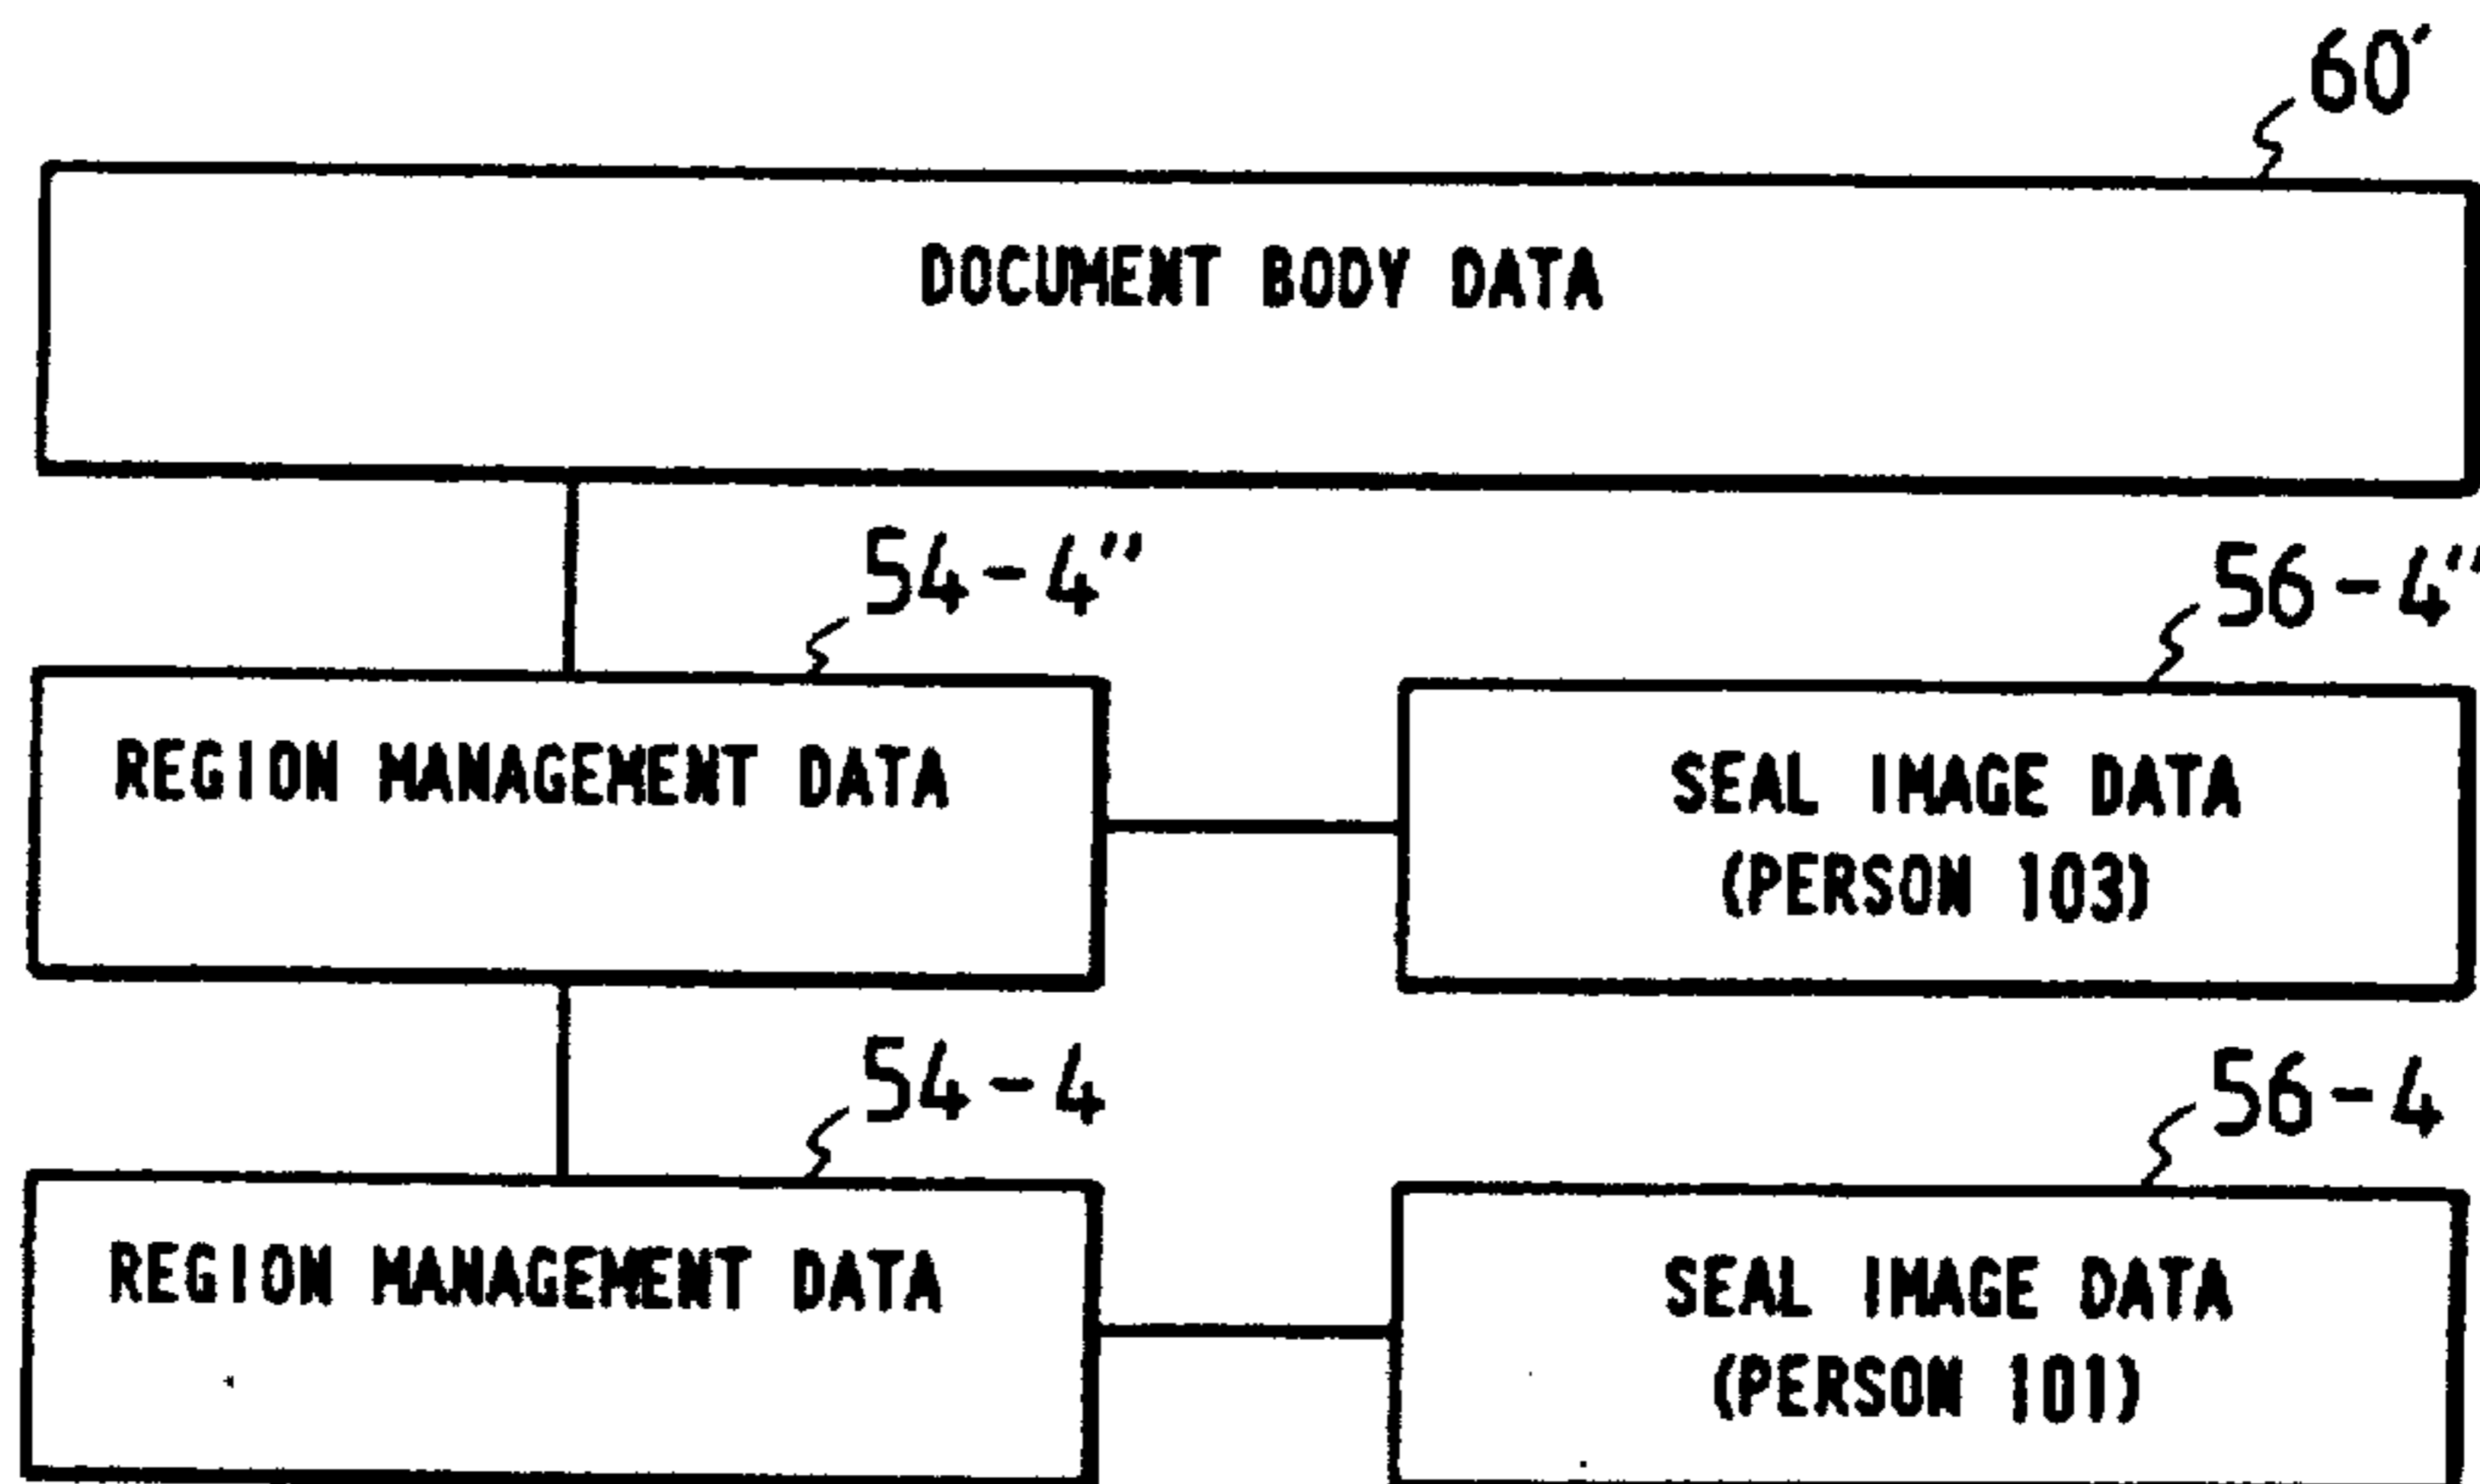 60′
DOCUMENT BODY DATA
54-4″
56-4″
REGION MANAGEMENT DATA
SEAL IMAGE DATA
(PERSON 103)
54-4
56-4
REGION MANAGEMENT DATA
SEAL IMAGE DATA
(PERSON 101)